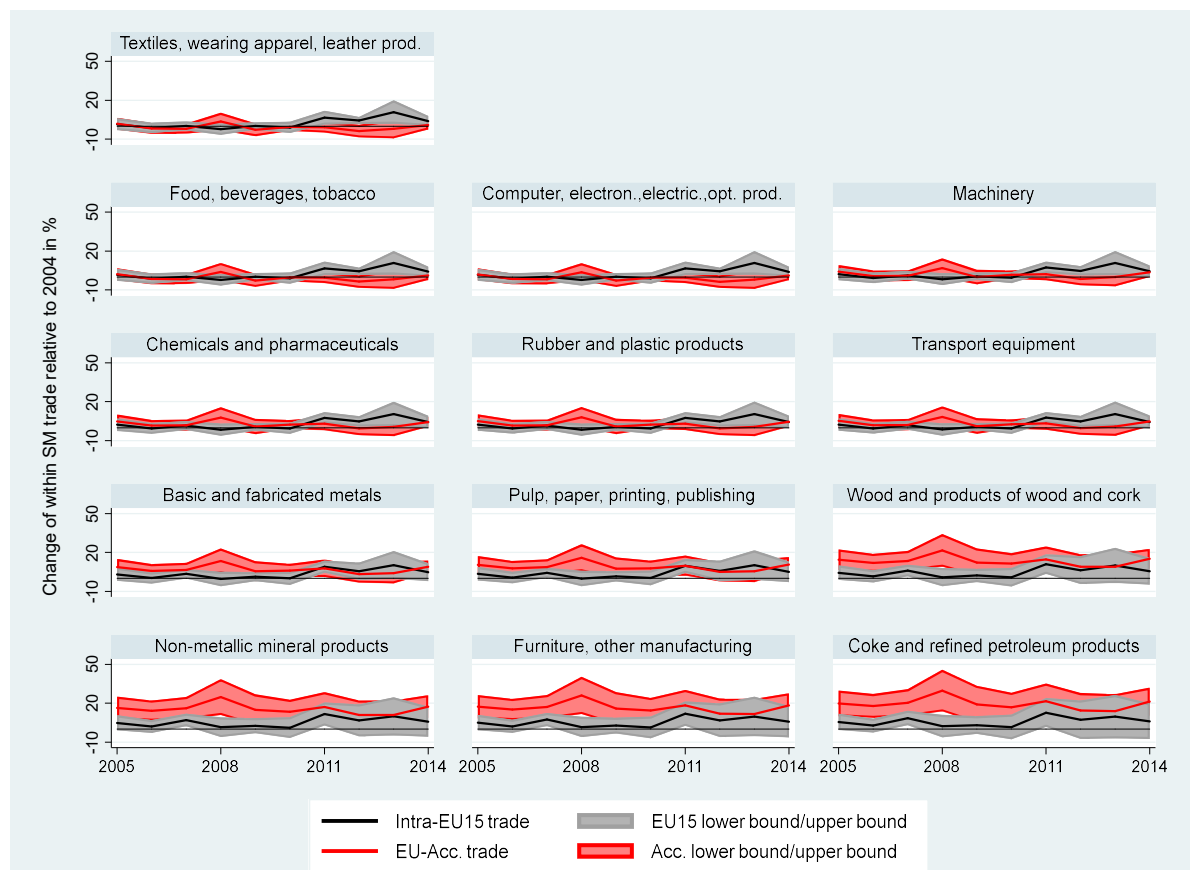 Textiles, wearing apparel, leather prod.
50
20
-10
Food, beverages, tobacco
Computer, electron.,electric.,opt. prod.
Machinery
50
20
-10
Chemicals and pharmaceuticals
Rubber and plastic products
Transport equipment
50
20
-10
Basic and fabricated metals
Pulp, paper, printing, publishing
Wood and products of wood and cork
50
20
-10
Non-metallic mineral products
Furniture, other manufacturing
Coke and refined petroleum products
50
20
-10
2005 2008 2011 2014
2005 2008 2011 2014
2005 2008 2011 2014
Change of within SM trade relative to 2004 in %
Intra-EU15 trade
EU15 lower bound/upper bound
EU-Acc. trade
Acc. lower bound/upper bound